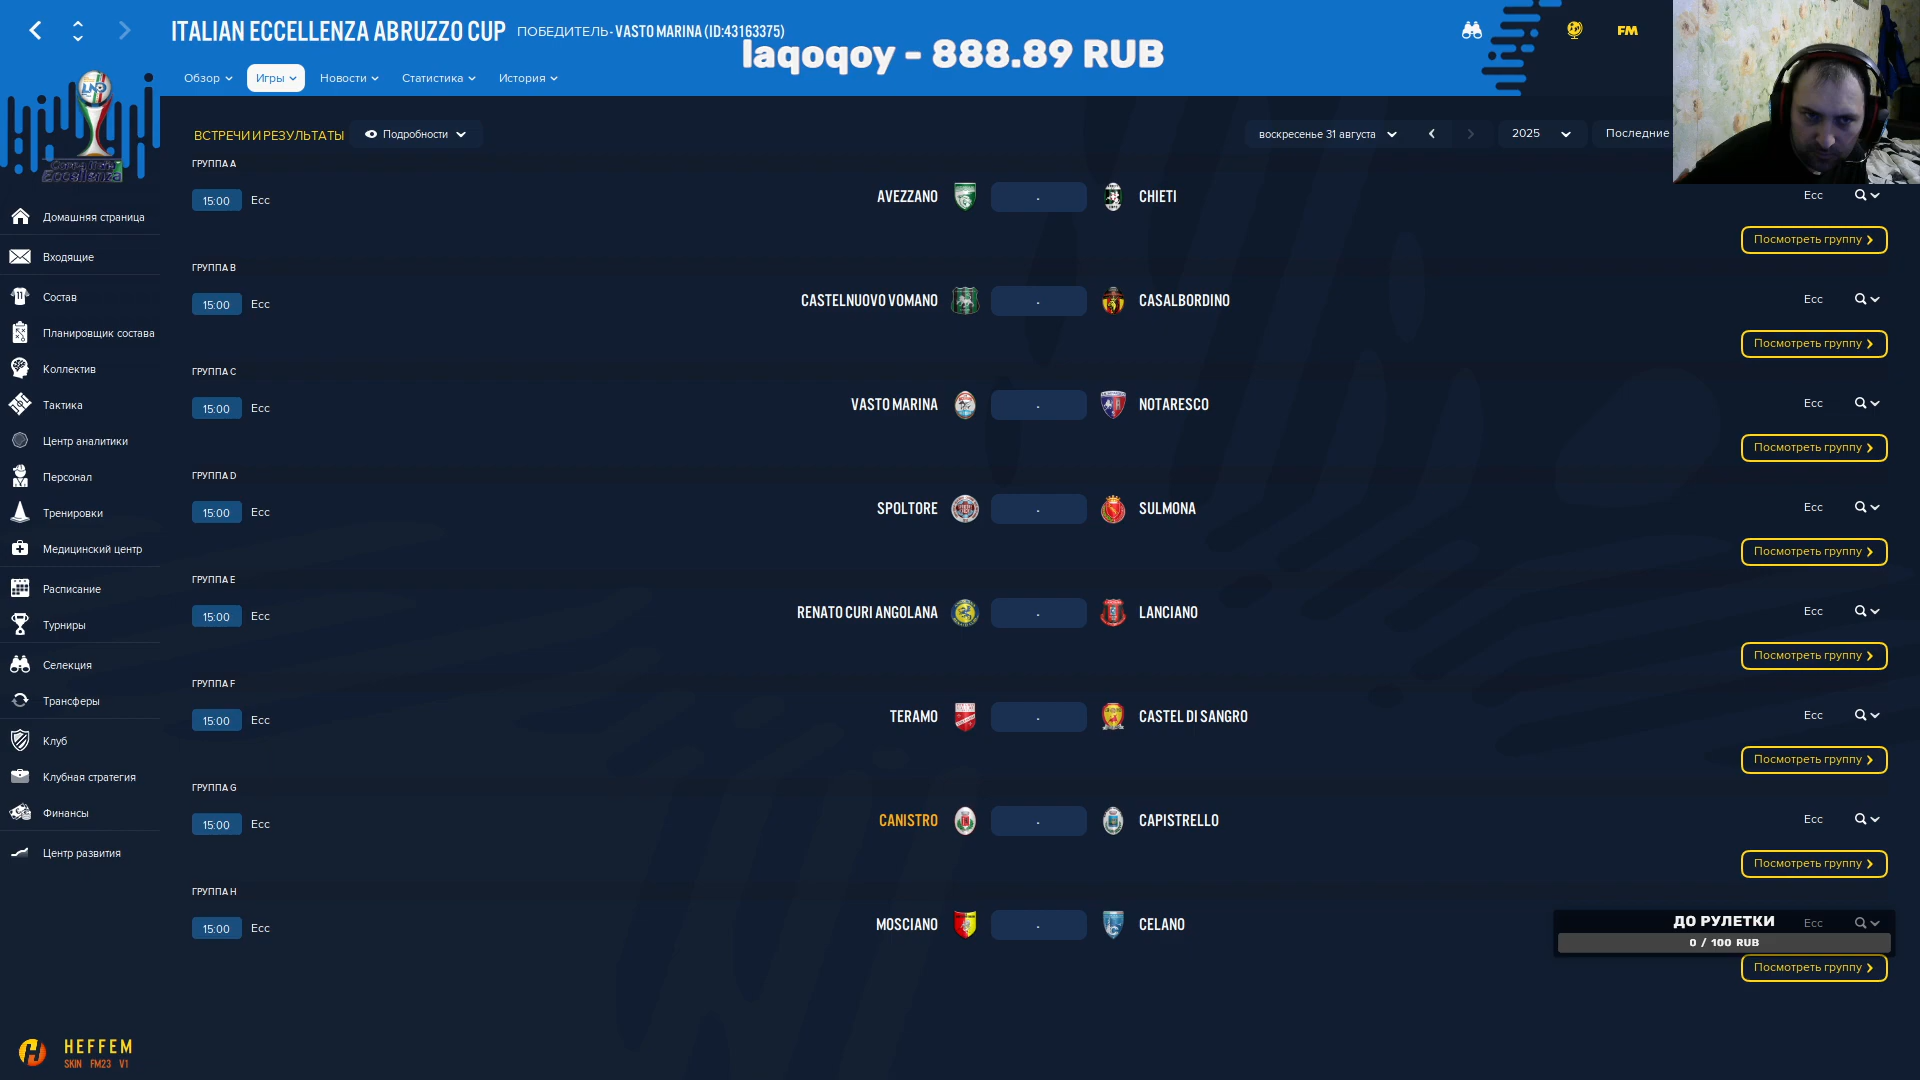 ITALIAN ECCELLENZA ABRUZZO CUP
ПОБЕДИТЕЛЬ - VASTO MARINA (ID:43163375)
laqoqoy - 888.89 RUB
FM
Обзор
Игры
Новости
Статистика
История
ВСТРЕЧИ И РЕЗУЛЬТАТЫ
Подробности
воскресенье 31 августа
2025
Последние
Домашняя страница
Входящие
Состав
Планировщик состава
Коллектив
Тактика
Центр аналитики
Персонал
Тренировки
Медицинский центр
Расписание
Турниры
Селекция
Трансферы
Клуб
Клубная стратегия
Финансы
Центр развития
ГРУППА A
15:00 Ecc AVEZZANO - CHIETI Ecc
Посмотреть группу
ГРУППА B
15:00 Ecc CASTELNUOVO VOMANO - CASALBORDINO Ecc
Посмотреть группу
ГРУППА C
15:00 Ecc VASTO MARINA - NOTARESCO Ecc
Посмотреть группу
ГРУППА D
15:00 Ecc SPOLTORE - SULMONA Ecc
Посмотреть группу
ГРУППА E
15:00 Ecc RENATO CURI ANGOLANA - LANCIANO Ecc
Посмотреть группу
ГРУППА F
15:00 Ecc TERAMO - CASTEL DI SANGRO Ecc
Посмотреть группу
ГРУППА G
15:00 Ecc CANISTRO - CAPISTRELLO Ecc
Посмотреть группу
ГРУППА H
15:00 Ecc MOSCIANO - CELANO Ecc
ДО РУЛЕТКИ
0 / 100 RUB
Посмотреть группу
HEFFEM
SKIN FM23 V1